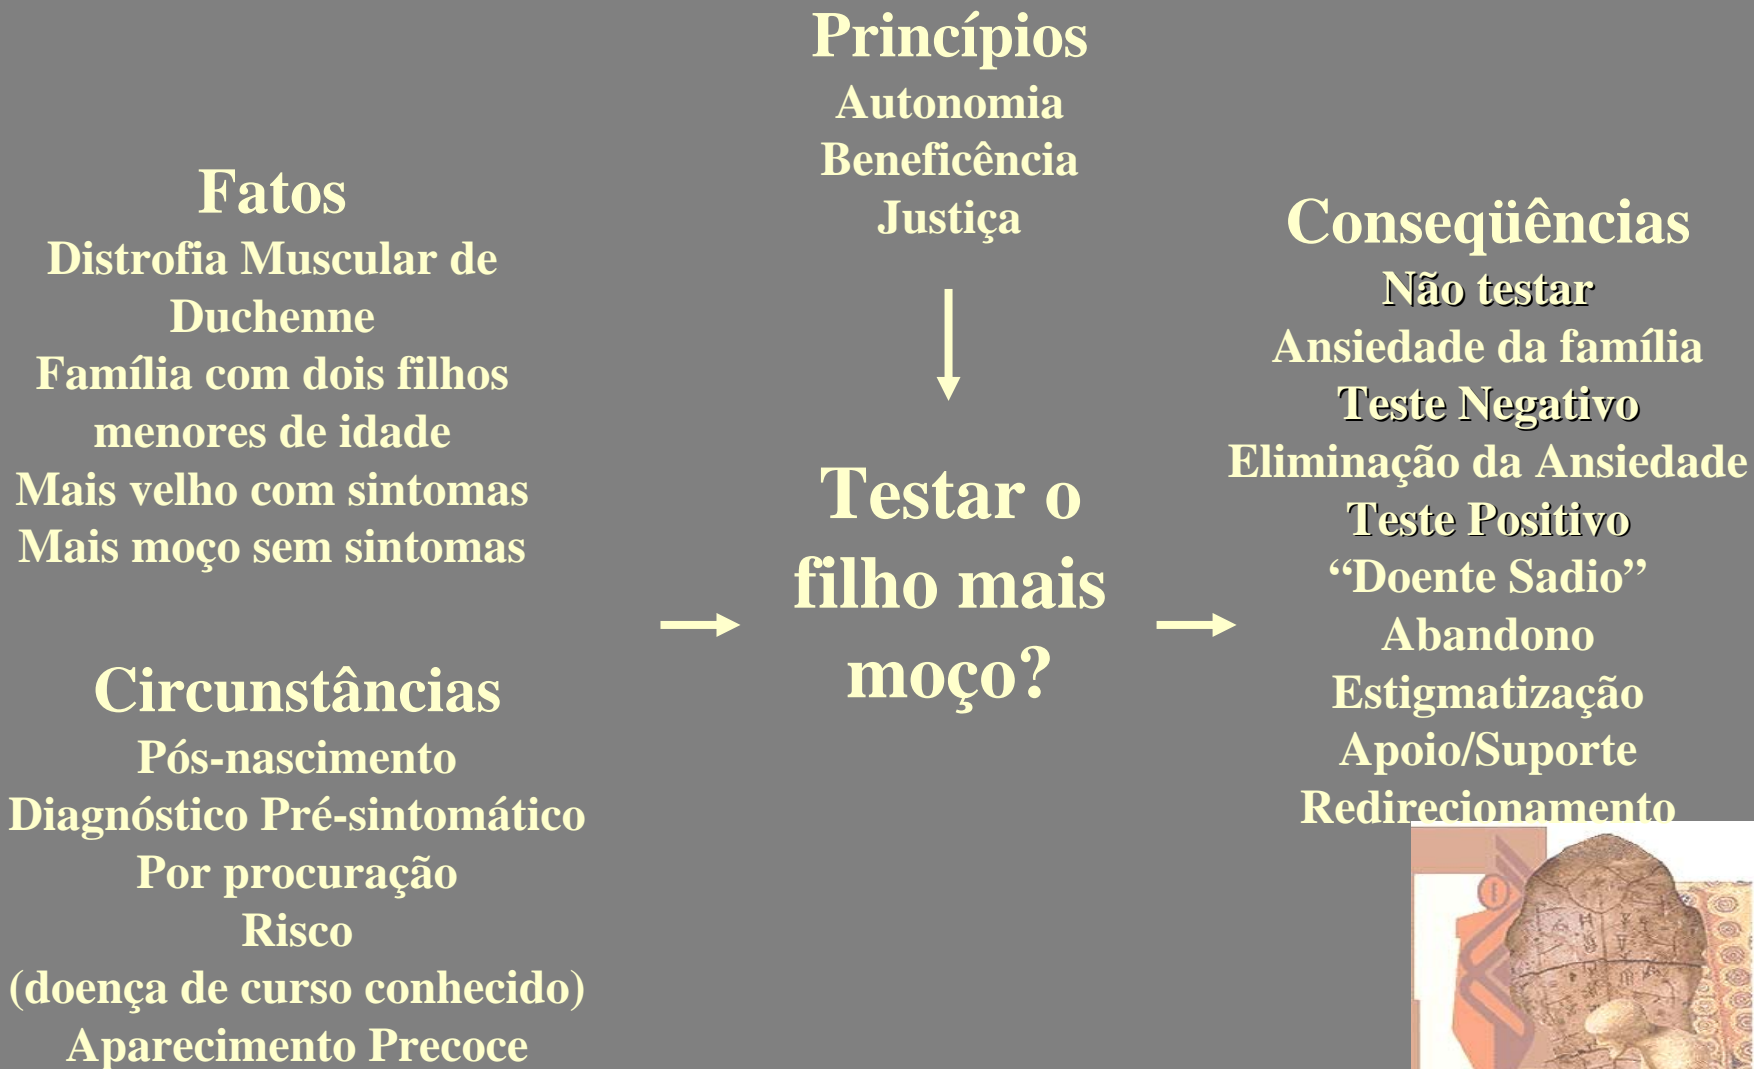 Princípios
Autonomia
Beneficência
Justiça
Fatos
Distrofia Muscular de
Duchenne
Família com dois filhos
menores de idade
Mais velho com sintomas
Mais moço sem sintomas
Circunstâncias
Pós-nascimento
Diagnóstico Pré-sintomático
Por procuração
Risco
(doença de curso conhecido)
Aparecimento Precoce
Testar o
filho mais
moço?
Conseqüências
Não testar
Ansiedade da família
Teste Negativo
Eliminação da Ansiedade
Teste Positivo
“Doente Sadio”
Abandono
Estigmatização
Apoio/Suporte
Redirecionamento